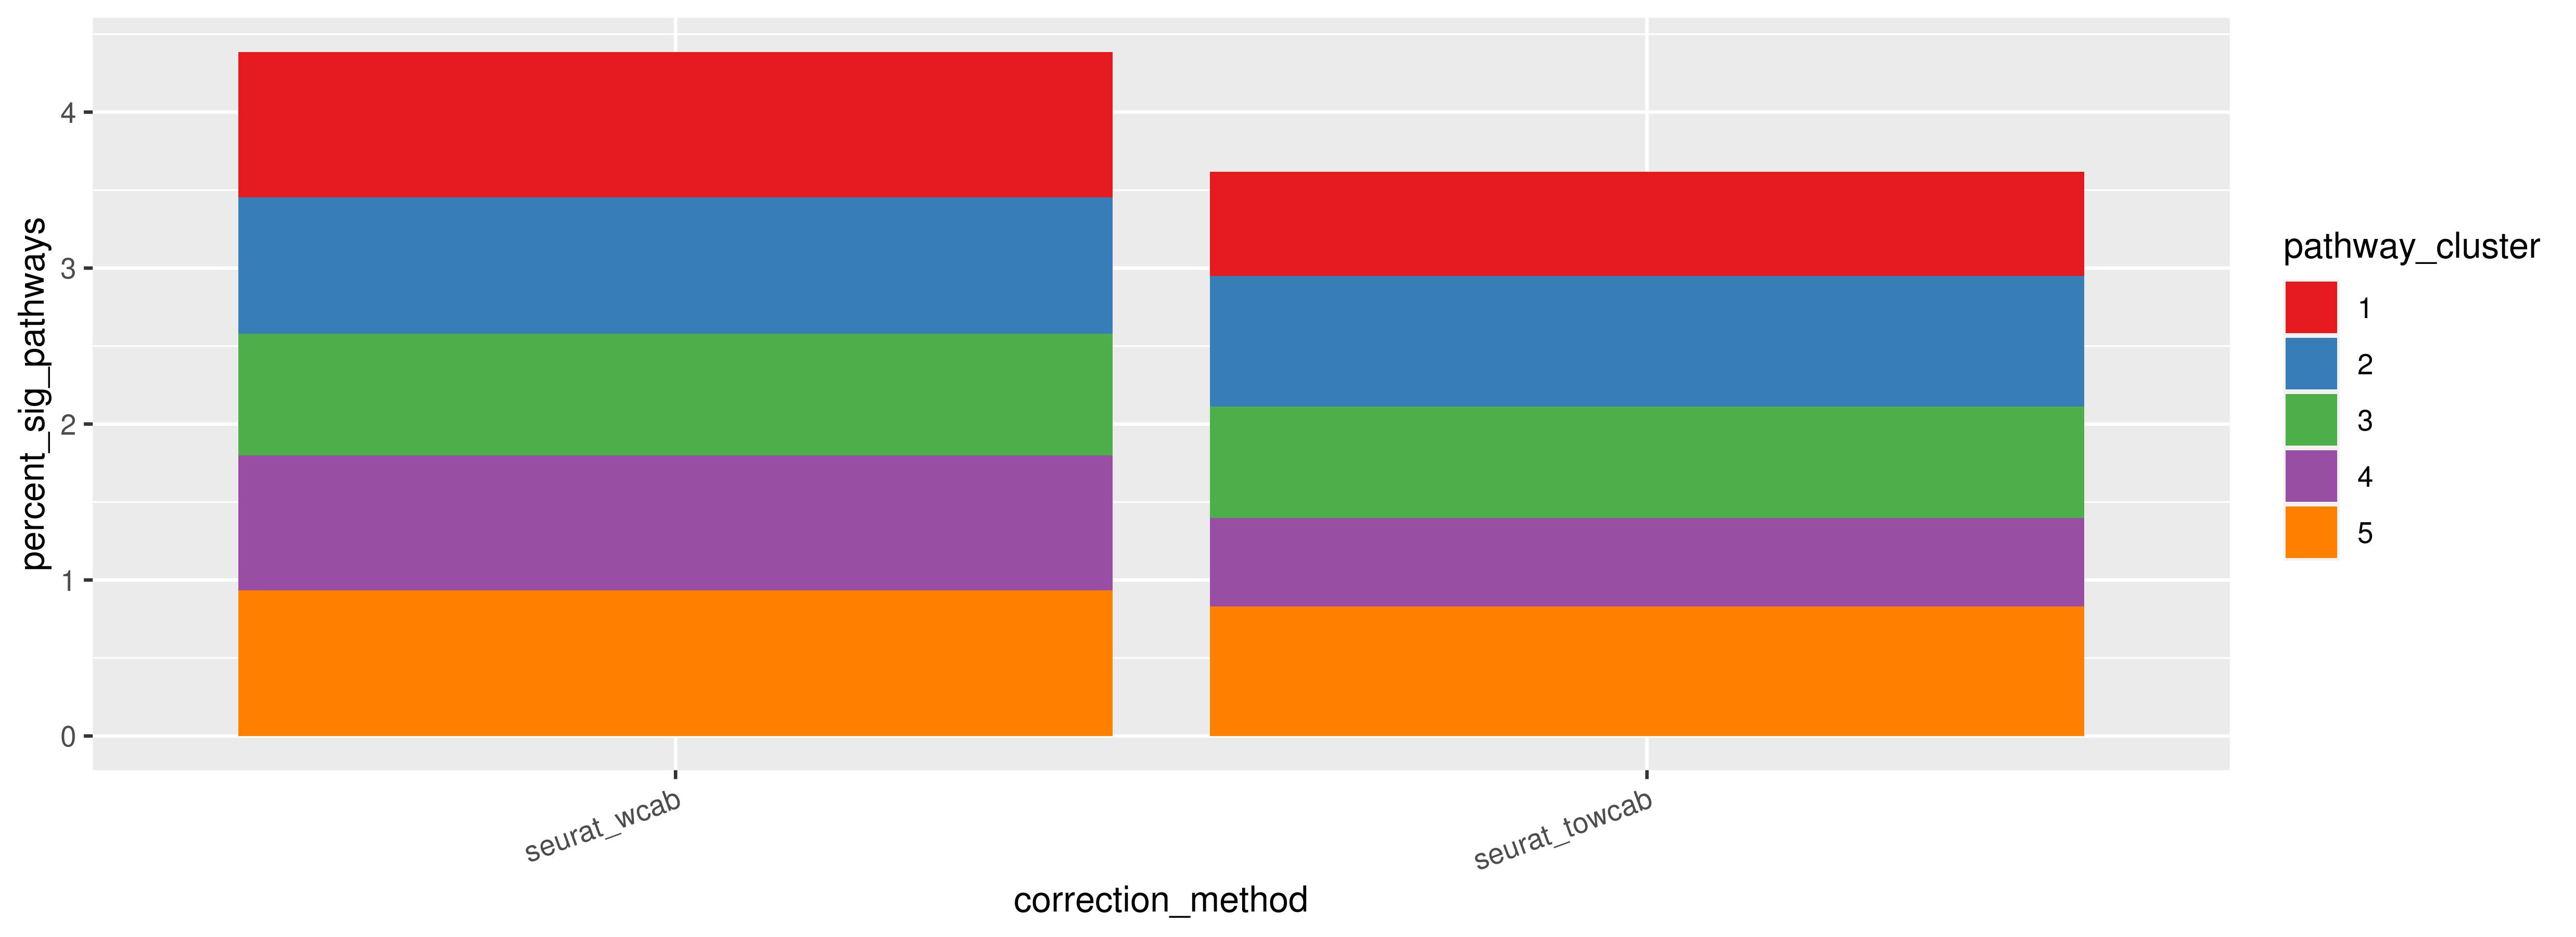 percent_sig_pathways
4
3
2
1
0
seurat_wcab
seurat_towcab
correction_method
pathway_cluster
1
2
3
4
5